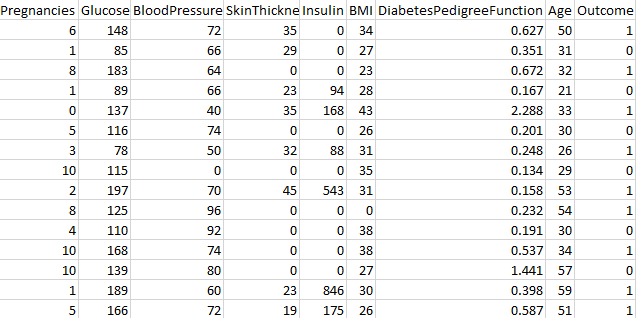 Pregnancies Glucose BloodPressure SkinThickne Insulin BMI DiabetesPedigreeFunction Age Outcome
6 148 72 35 0 34 0.627 50 1
1 85 66 29 0 27 0.351 31 0
8 183 64 0 0 23 0.672 32 1
1 89 66 23 94 28 0.167 21 0
0 137 40 35 168 43 2.288 33 1
5 116 74 0 0 26 0.201 30 0
3 78 50 32 88 31 0.248 26 1
10 115 0 0 0 35 0.134 29 0
2 197 70 45 543 31 0.158 53 1
8 125 96 0 0 0 0.232 54 1
4 110 92 0 0 38 0.191 30 0
10 168 74 0 0 38 0.537 34 1
10 139 80 0 0 27 1.441 57 0
1 189 60 23 846 30 0.398 59 1
5 166 72 19 175 26 0.587 51 1